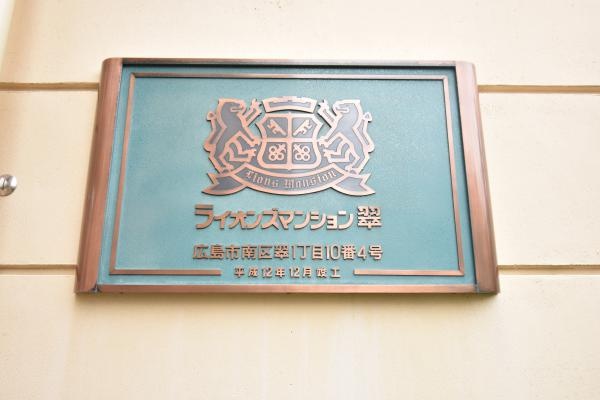 Lions Mansion
ライオンズマンション翠
広島市南区翠1丁目10番4号
平成12年12月竣工